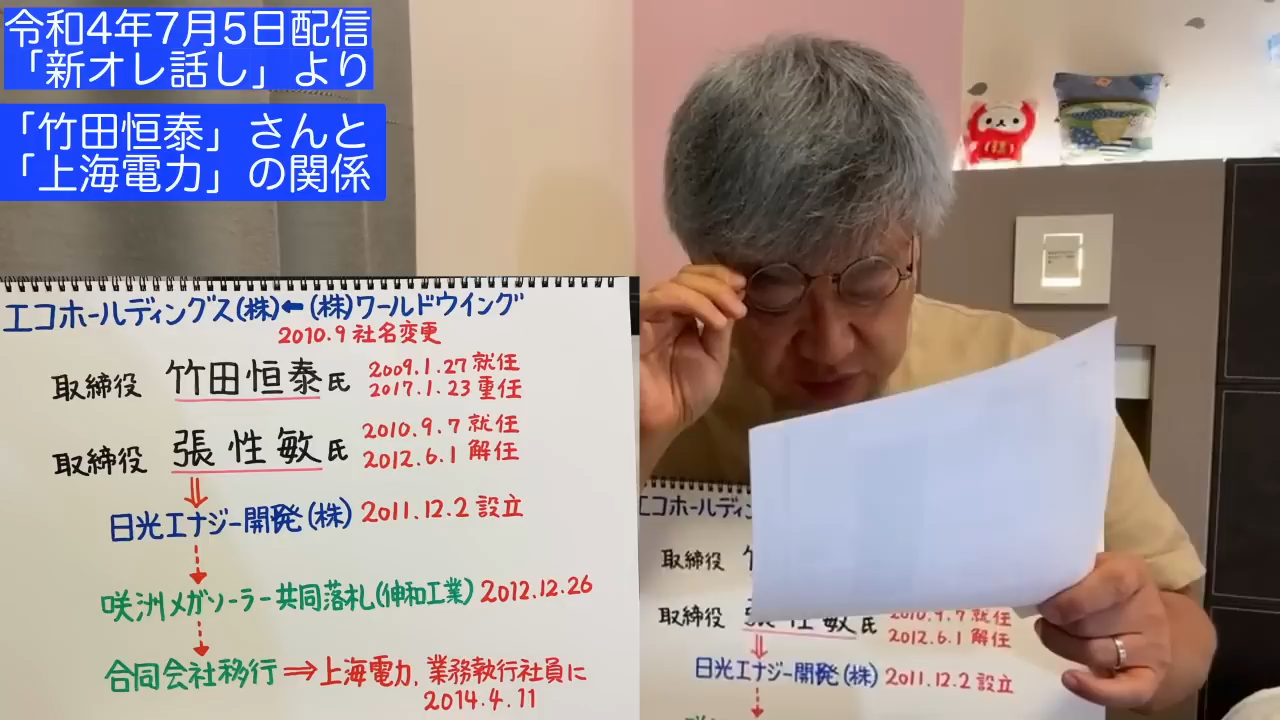 令和4年7月5日配信
「新オレ話し」より
「竹田恒泰」さんと
「上海電力」の関係
エコホールディングス(株)⬅(株)ワールドウイング
2010.9社名変更
取締役 竹田恒泰氏 2009.1.27就任
2017.1.23重任
取締役 張性敏氏 2010.9.7就任
2012.6.1解任
日光エナジー開発(株) 2011.12.2設立
咲洲メガソーラー共同落札(伸和工業) 2012.12.26
合同会社移行⇒上海電力、業務執行社員に
2014.4.11
エコホールディ
取締役
取締役 張性敏氏 2010.9.7就任
2012.6.1解任
日光エナジー開発(株) 2011.12.2設立